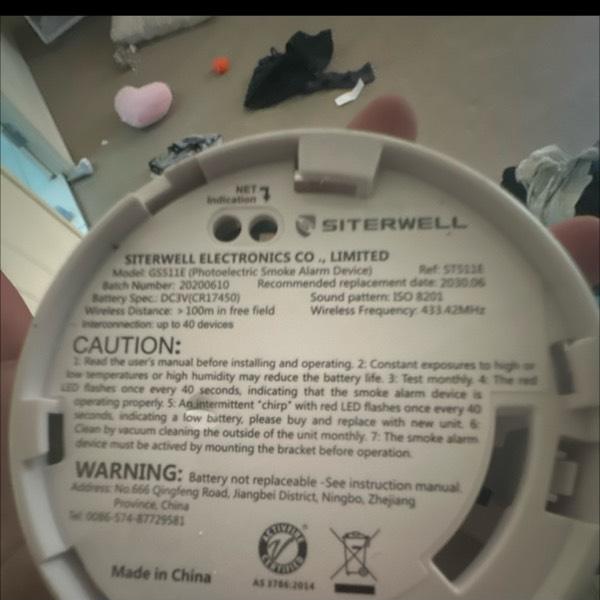 NET
Indication
SITERWELL
SITERWELL ELECTRONICS CO ., LIMITED
Model: GS511E (Photoelectric Smoke Alarm Device) Ref: ST511E
Batch Number: 20200610 Recommended replacement date: 2030.06
Battery Spec.: DC3V(CR17450) Sound pattern: ISO 8201
Wireless Distance: >100m in free field Wireless Frequency: 433.42MHz
Interconnection: up to 40 devices
CAUTION:
1: Read the user's manual before installing and operating. 2: Constant exposures to high or
low temperatures or high humidity may reduce the battery life. 3: Test monthly. 4: The red
LED flashes once every 40 seconds, indicating that the smoke alarm device is
operating properly. 5: An intermittent "chirp" with red LED flashes once every 40
seconds, indicating a low battery, please buy and replace with new unit. 6:
Clean by vacuum cleaning the outside of the unit monthly. 7: The smoke alarm
device must be actived by mounting the bracket before operation.
WARNING: Battery not replaceable -See instruction manual.
Address: No.666 Qingfeng Road, Jiangbei District, Ningbo, Zhejiang
Province, China
Tel: 0086-574-87729581
ACTIVFIRE
CERTIFIED
Made in China
AS 3786:2014